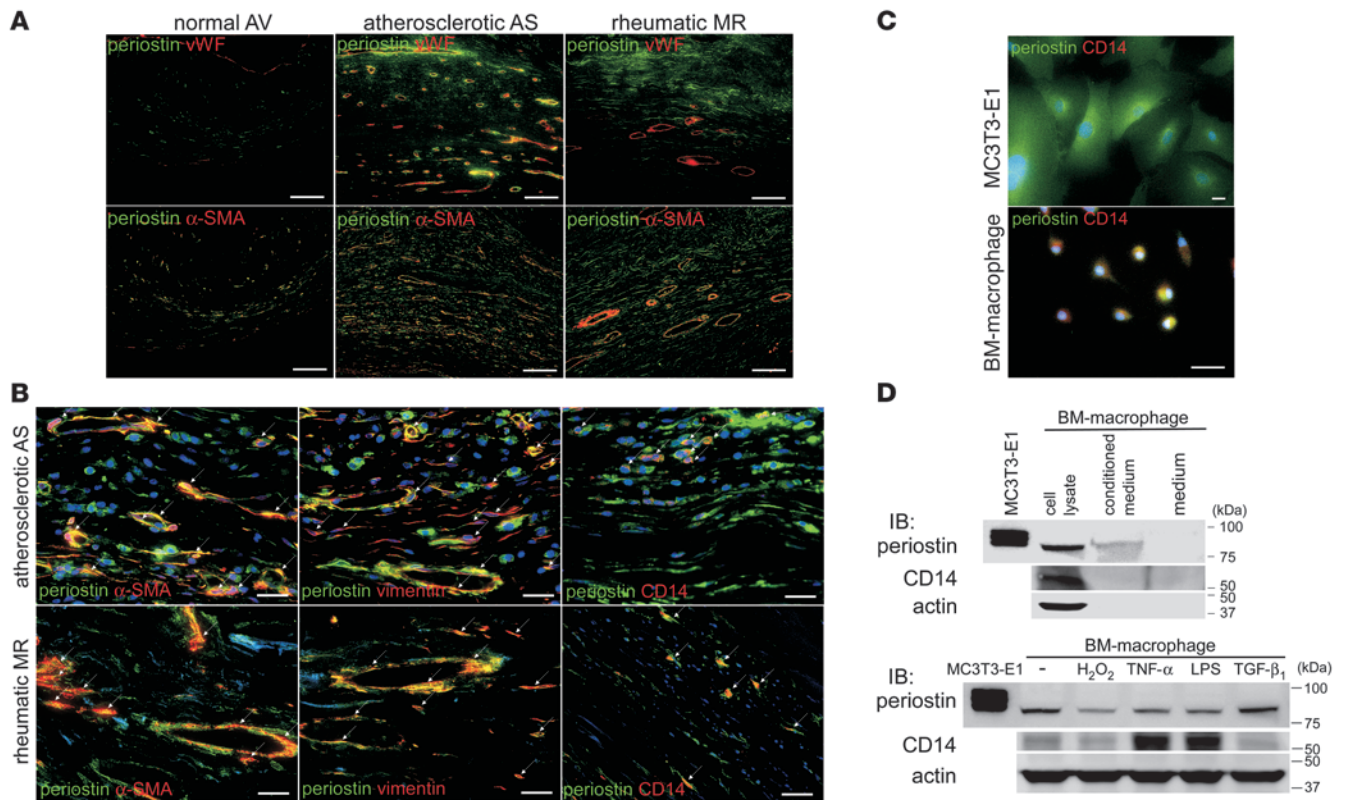 A
normal AV
atherosclerotic AS
rheumatic MR
periostin vWF
periostin vWF
periostin vWF
periostin α-SMA
periostin α-SMA
periostin α-SMA
B
atherosclerotic AS
periostin α-SMA
periostin vimentin
periostin CD14
rheumatic MR
periostin α-SMA
periostin vimentin
periostin CD14
C
MC3T3-E1
periostin CD14
BM-macrophage
periostin CD14
D
BM-macrophage
MC3T3-E1
cell
lysate
conditioned
medium
medium
(kDa)
IB:
periostin
100
75
CD14
50
actin
50
37
BM-macrophage
IB:
MC3T3-E1
-
H₂O₂
TNF-α
LPS
TGF-β₁
(kDa)
periostin
100
75
CD14
50
actin
50
37